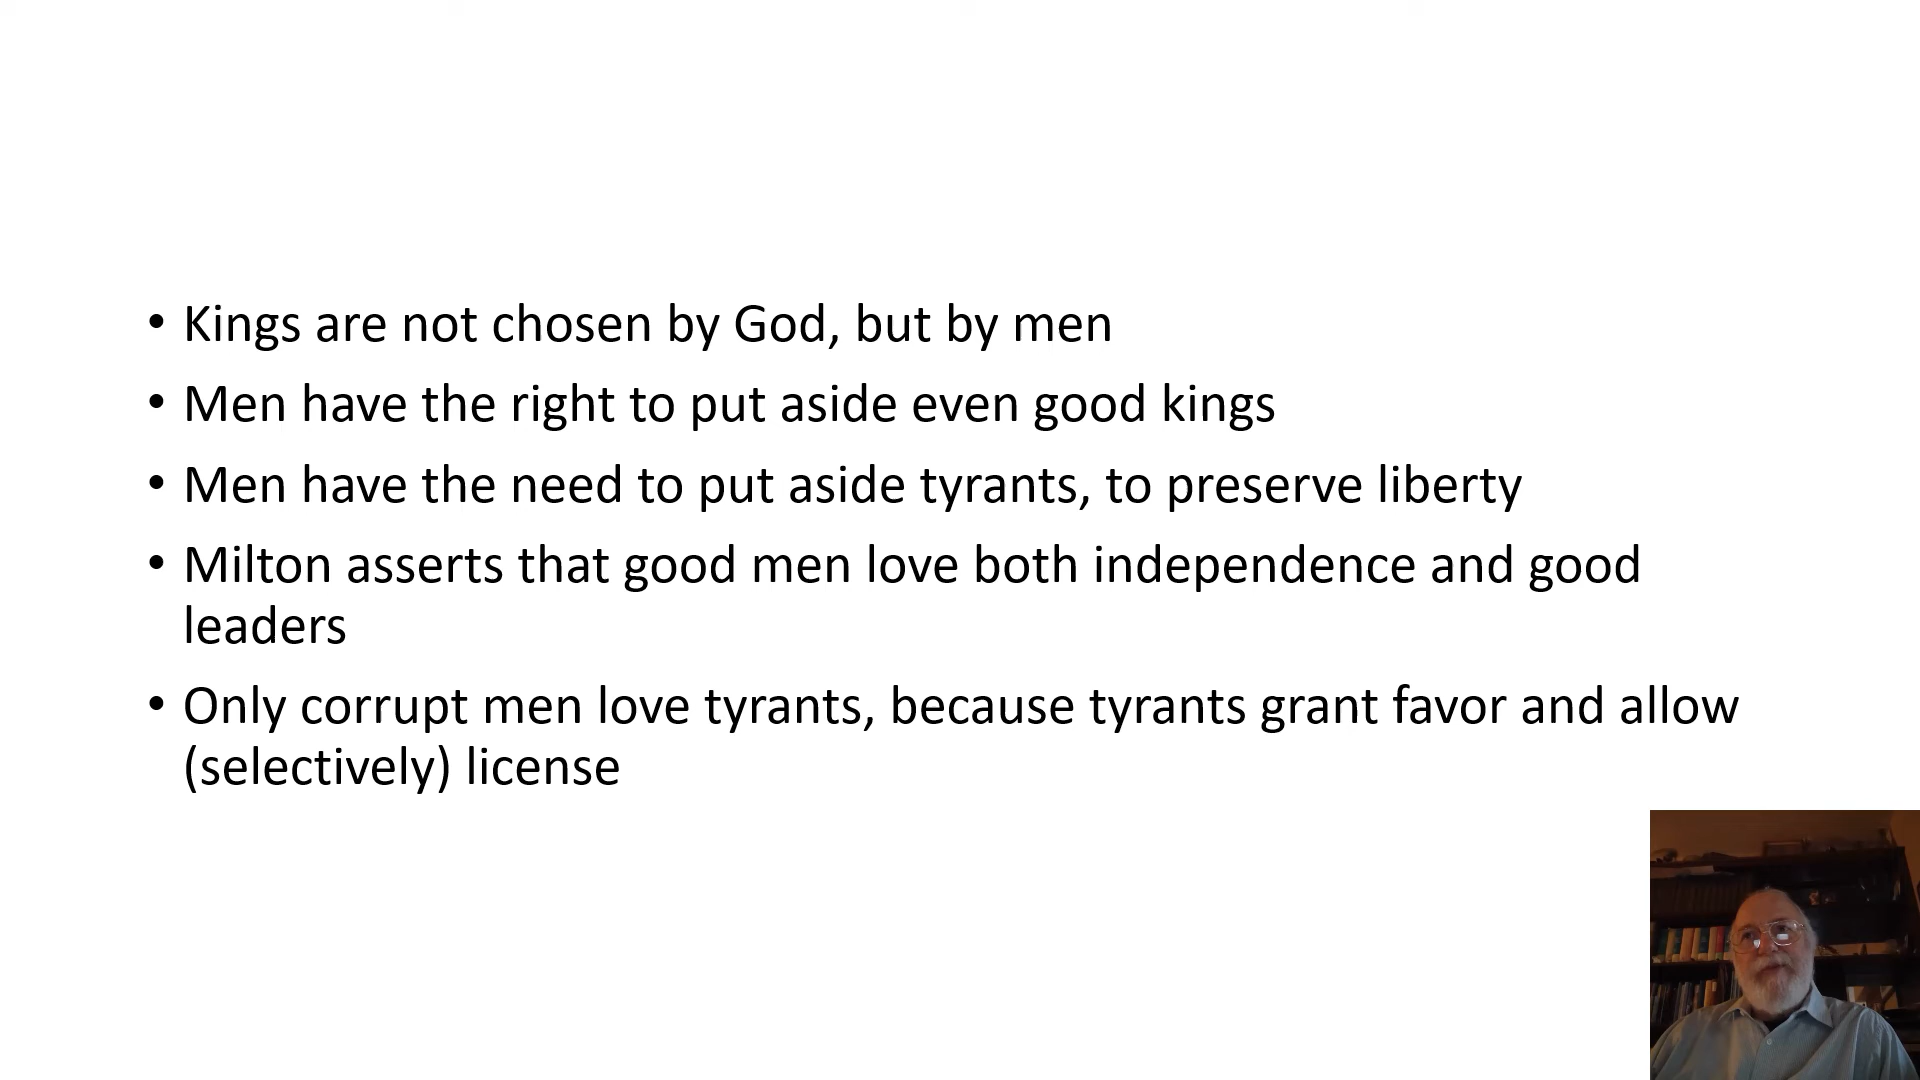 • Kings are not chosen by God, but by men
• Men have the right to put aside even good kings
• Men have the need to put aside tyrants, to preserve liberty
• Milton asserts that good men love both independence and good
leaders
• Only corrupt men love tyrants, because tyrants grant favor and allow
(selectively) license